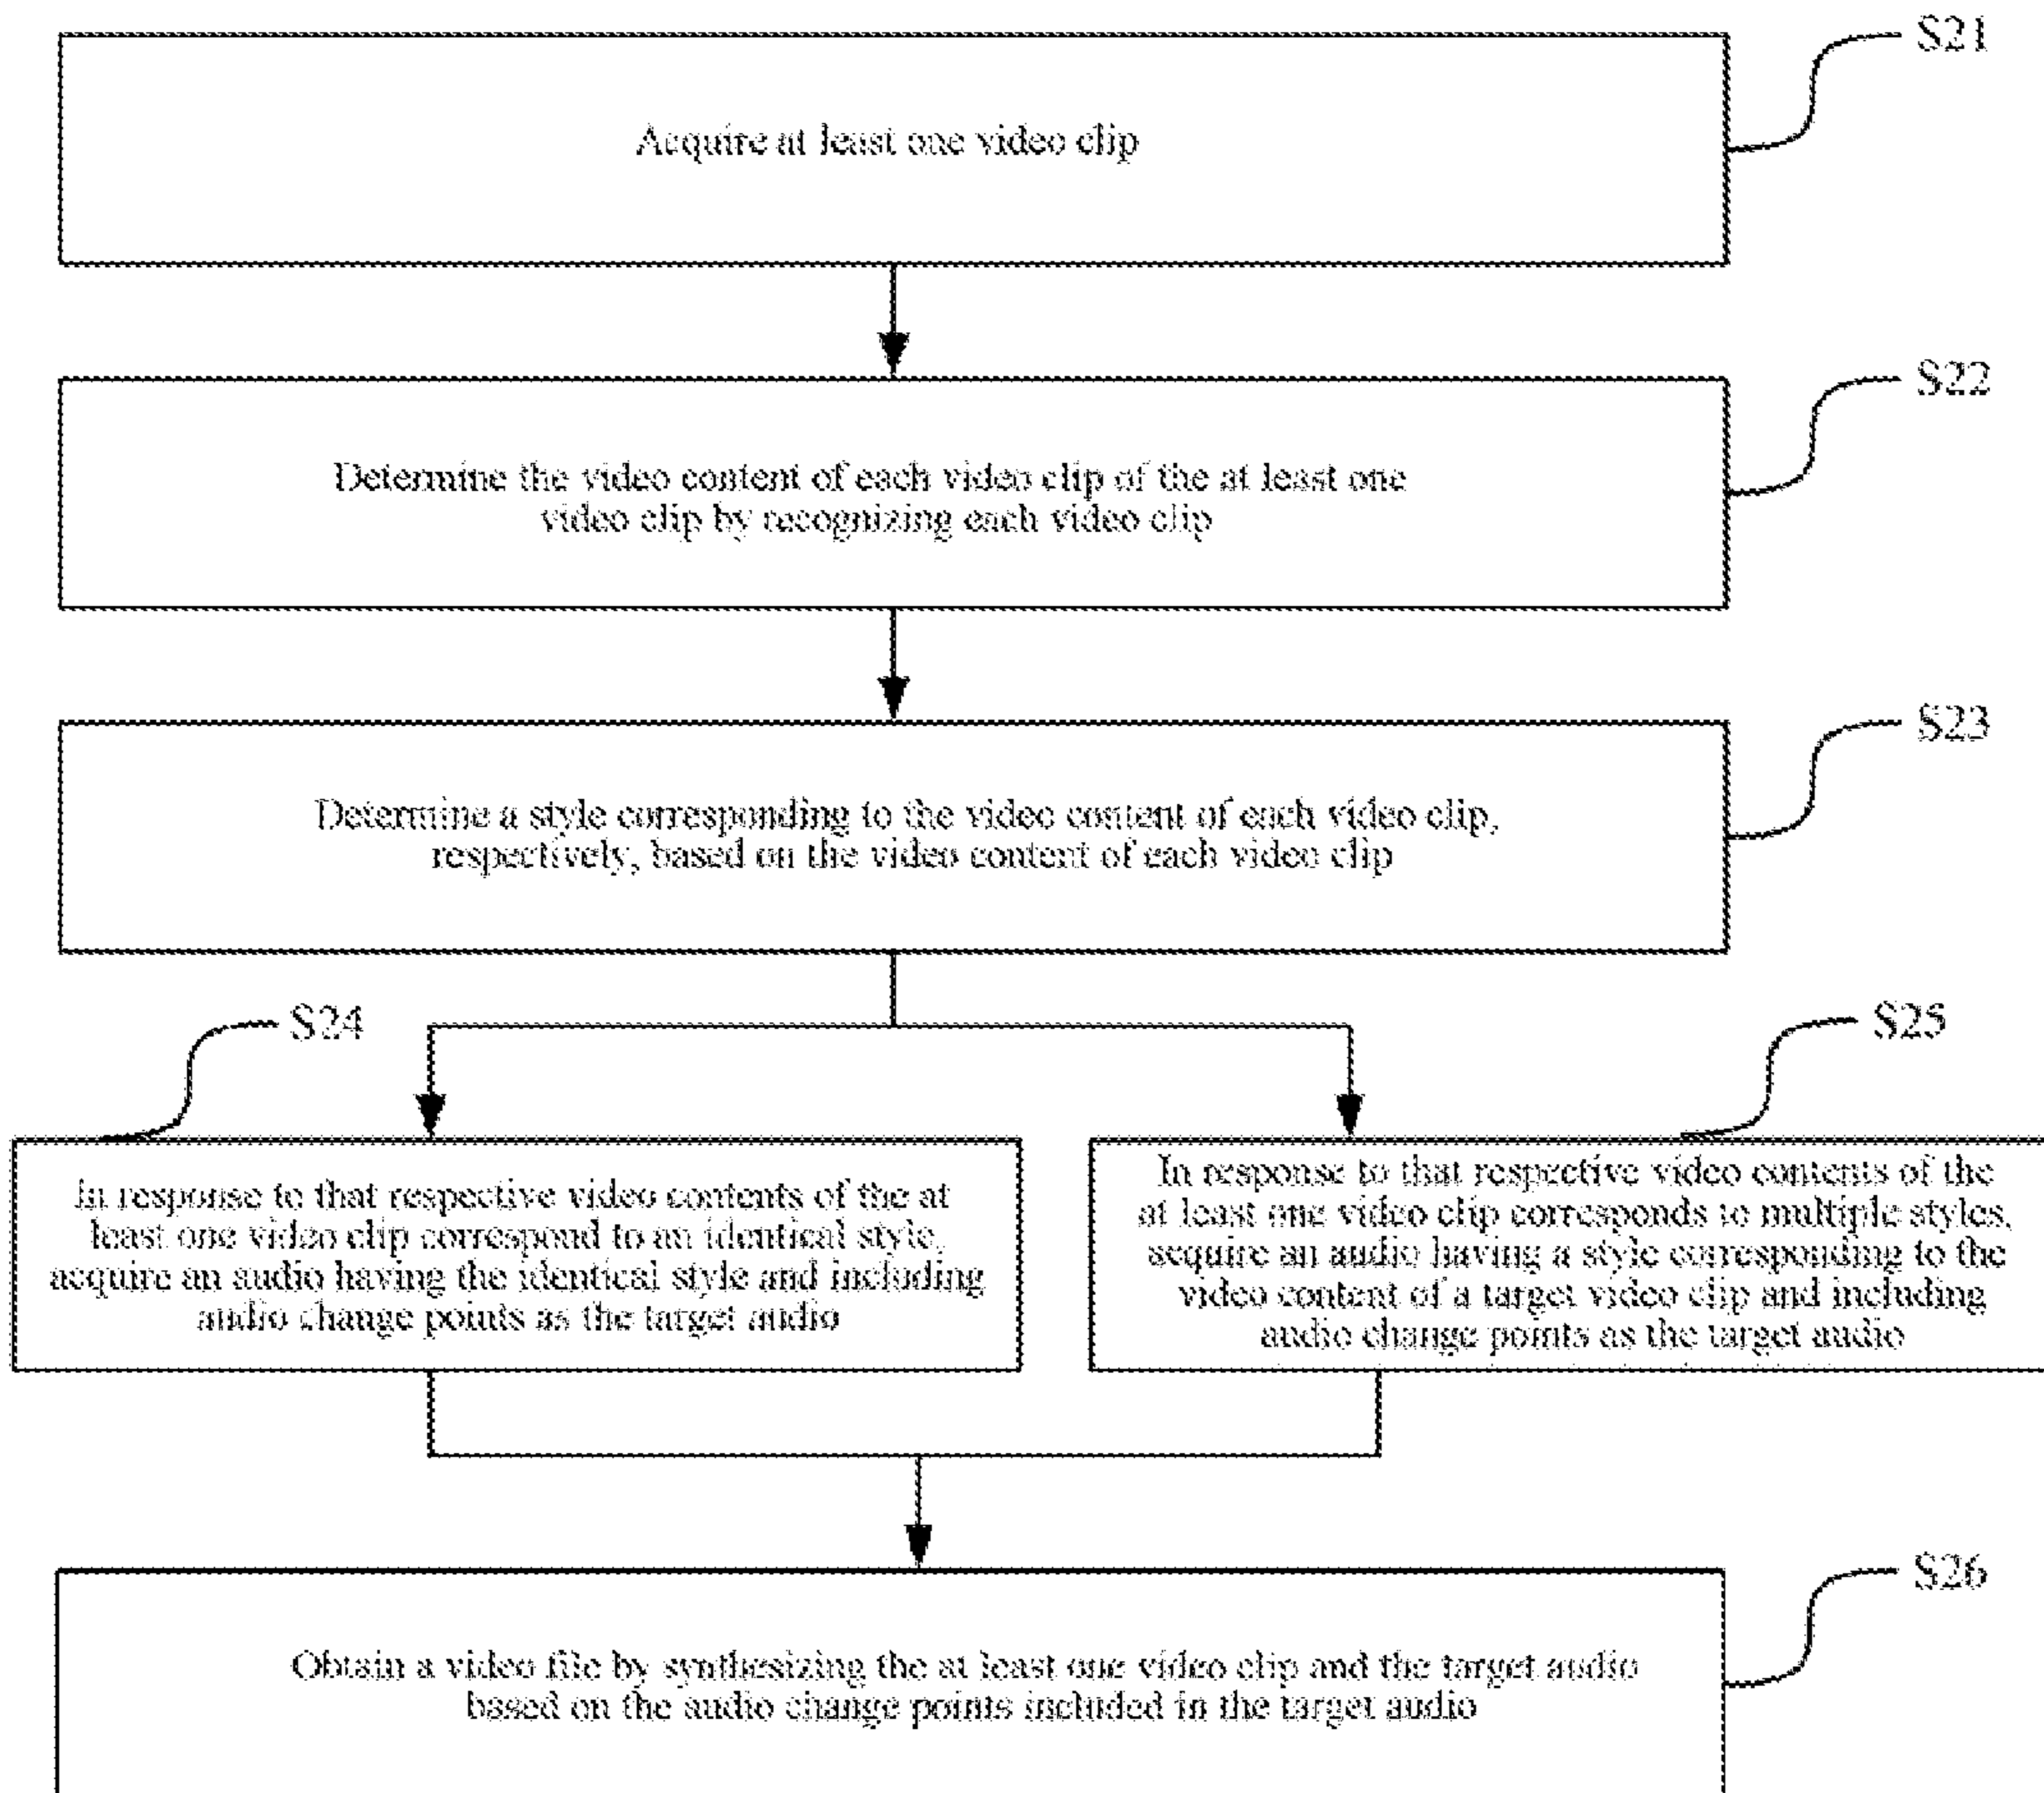 S21
Acquire at least one video clip
S22
Determine the video content of each video clip of the at least one
video clip by recognizing each video clip
S23
Determine a style corresponding to the video content of each video clip,
respectively, based on the video content of each video clip
S24
In response to that respective video contents of the at
least one video clip correspond to an identical style,
acquire an audio having the identical style and including
audio change points as the target audio
S25
In response to that respective video contents of the
at least one video clip corresponds to multiple styles,
acquire an audio having a style corresponding to the
video content of a target video clip and including
audio change points as the target audio
S26
Obtain a video file by synthesizing the at least one video clip and the target audio
based on the audio change points included in the target audio